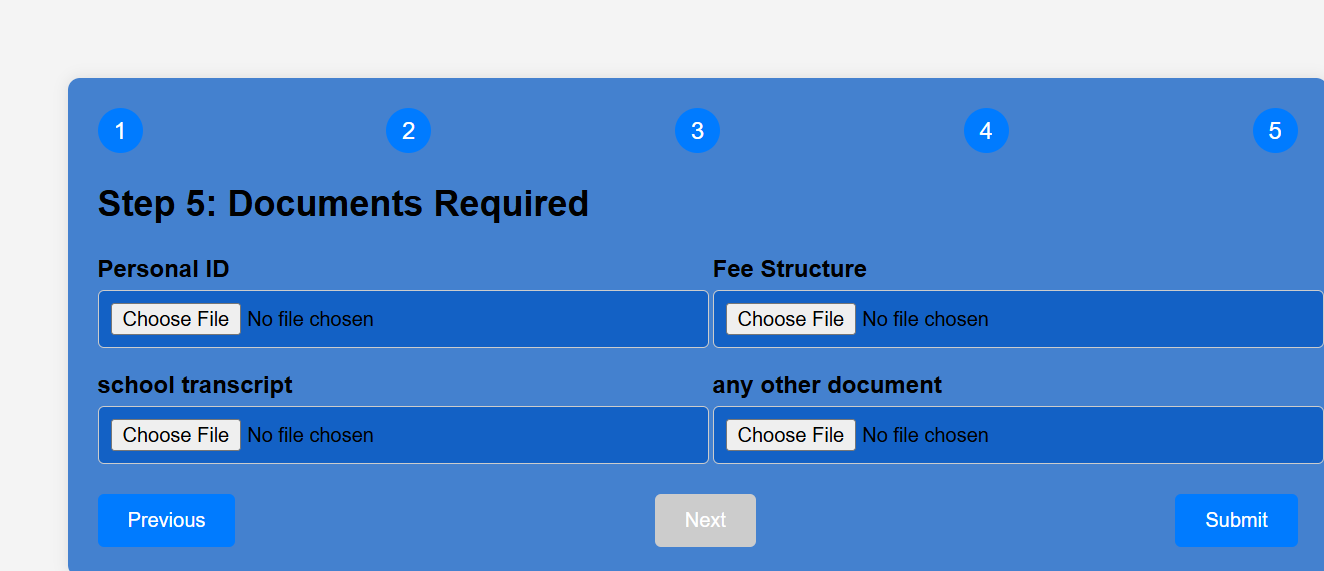 1 2 3 4 5
Step 5: Documents Required
Personal ID Fee Structure
Choose File No file chosen Choose File No file chosen
school transcript any other document
Choose File No file chosen Choose File No file chosen
Previous Next Submit